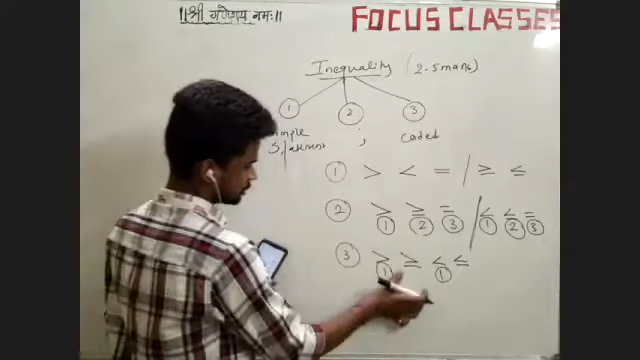 ॥श्री गणेशाय नमः॥
FOCUS CLASSES
Inequality (2-5 marks)
① ② ③
Statement ; coded
① > < = / ≥ ≤
② > ≥ = / < ≤ =
① ② ③ ① ② ③
③ > ≥ < ≤
① ①